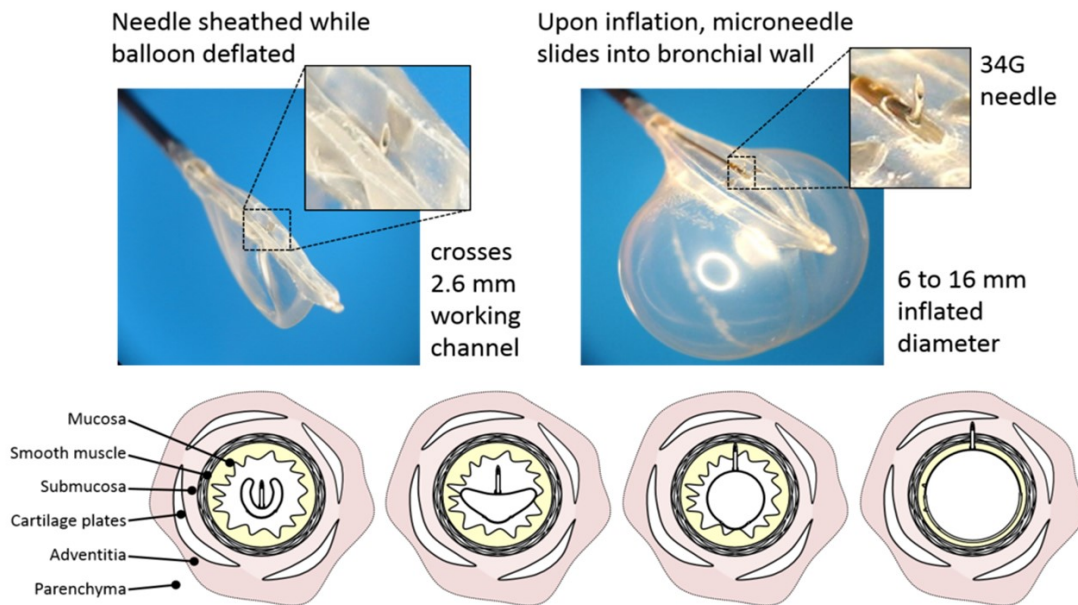 Needle sheathed while
balloon deflated
Upon inflation, microneedle
slides into bronchial wall
34G
needle
crosses
2.6 mm
working
channel
6 to 16 mm
inflated
diameter
Mucosa
Smooth muscle
Submucosa
Cartilage plates
Adventitia
Parenchyma